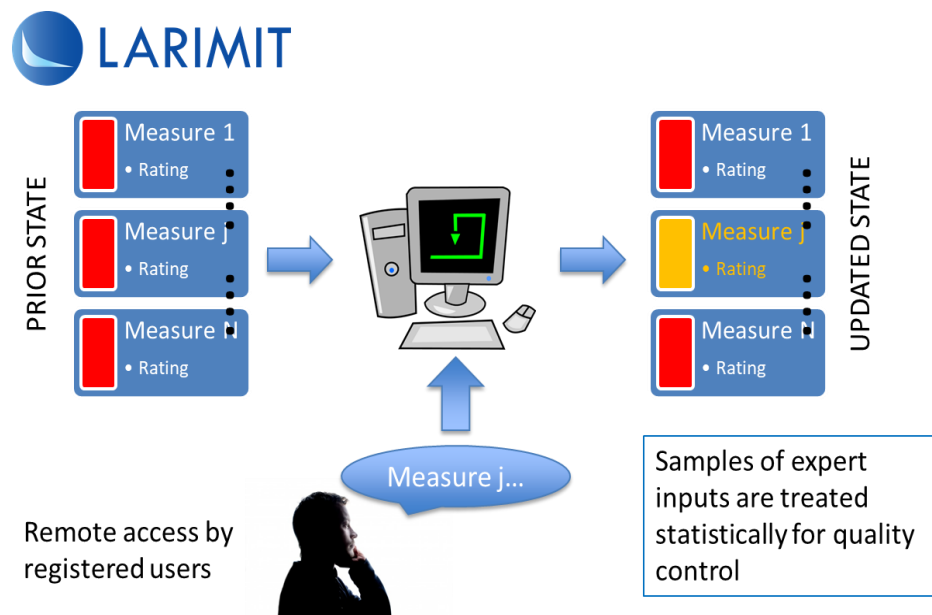 LARIMIT
PRIOR STATE
Measure 1
• Rating
Measure j
• Rating
Measure N
• Rating
Measure 1
• Rating
Measure j
• Rating
Measure N
• Rating
UPDATED STATE
Measure j...
Remote access by
registered users
Samples of expert
inputs are treated
statistically for quality
control